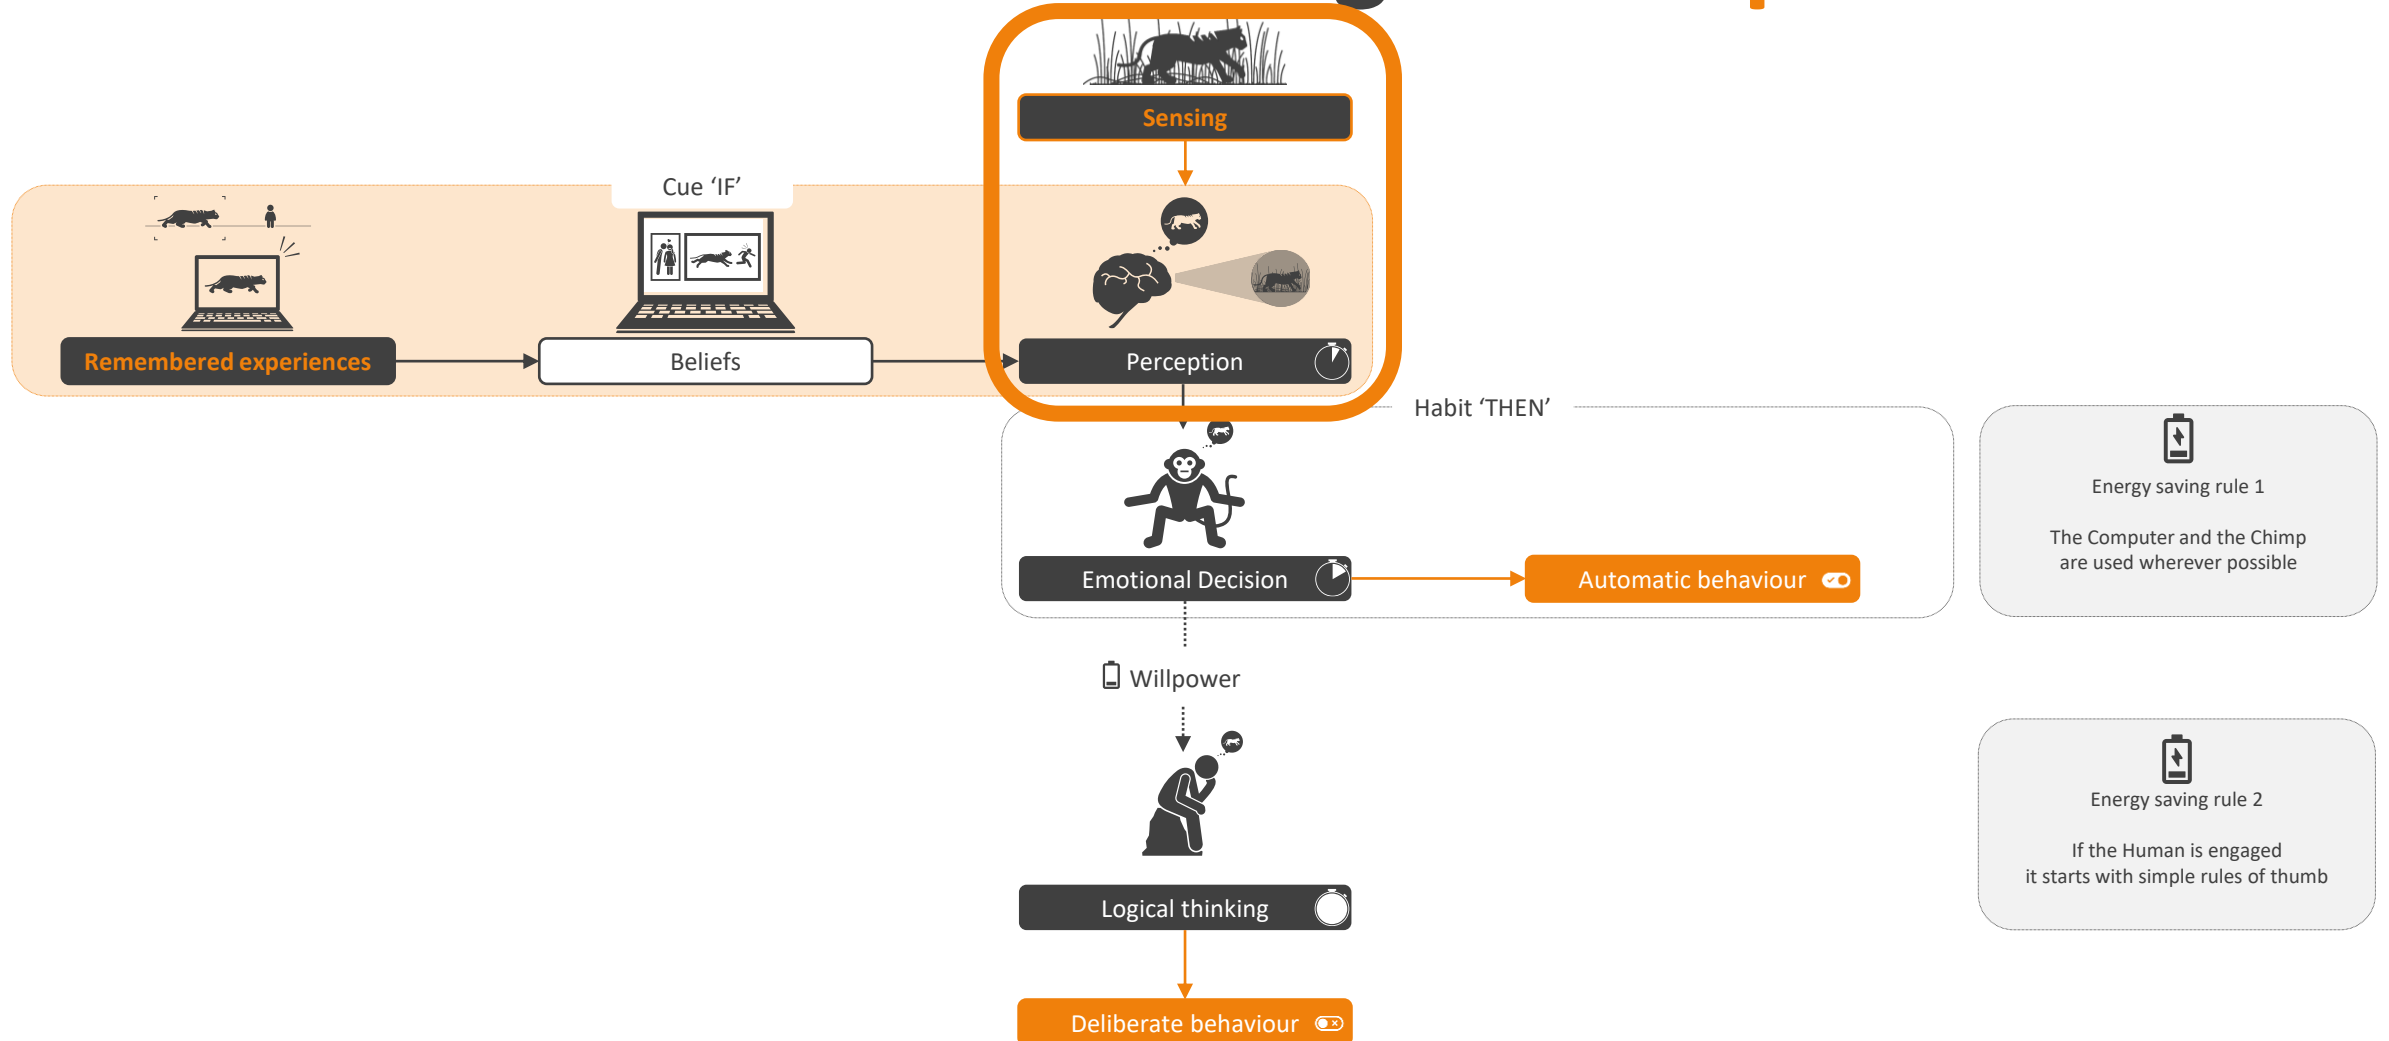 Sensing
Cue ‘IF’
Remembered experiences
Beliefs
Perception
Habit ‘THEN’
Emotional Decision
Automatic behaviour
Energy saving rule 1
The Computer and the Chimp
are used wherever possible
Willpower
Logical thinking
Deliberate behaviour
Energy saving rule 2
If the Human is engaged
it starts with simple rules of thumb